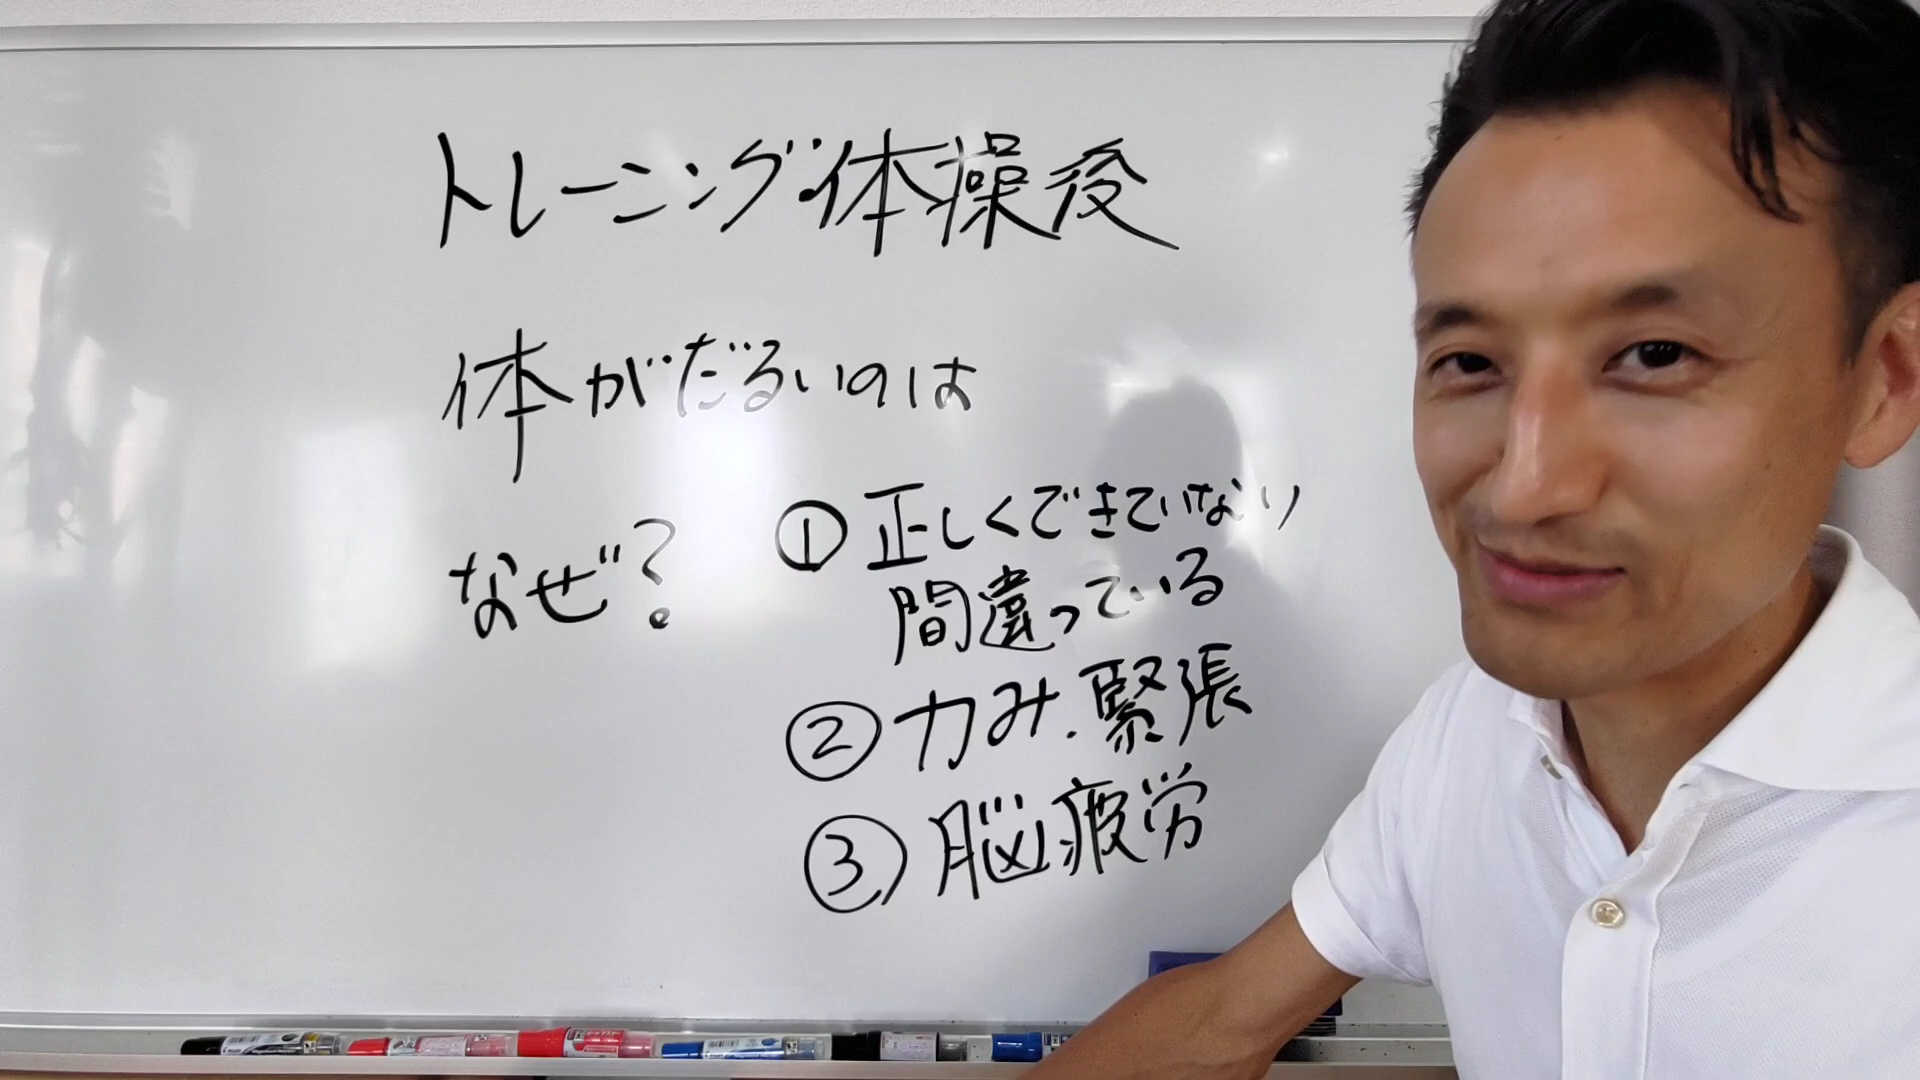 トレーニング・体操後
体がだるいのは
なぜ?
①正しくできていない
間違っている
②力み.緊張
③脳疲労